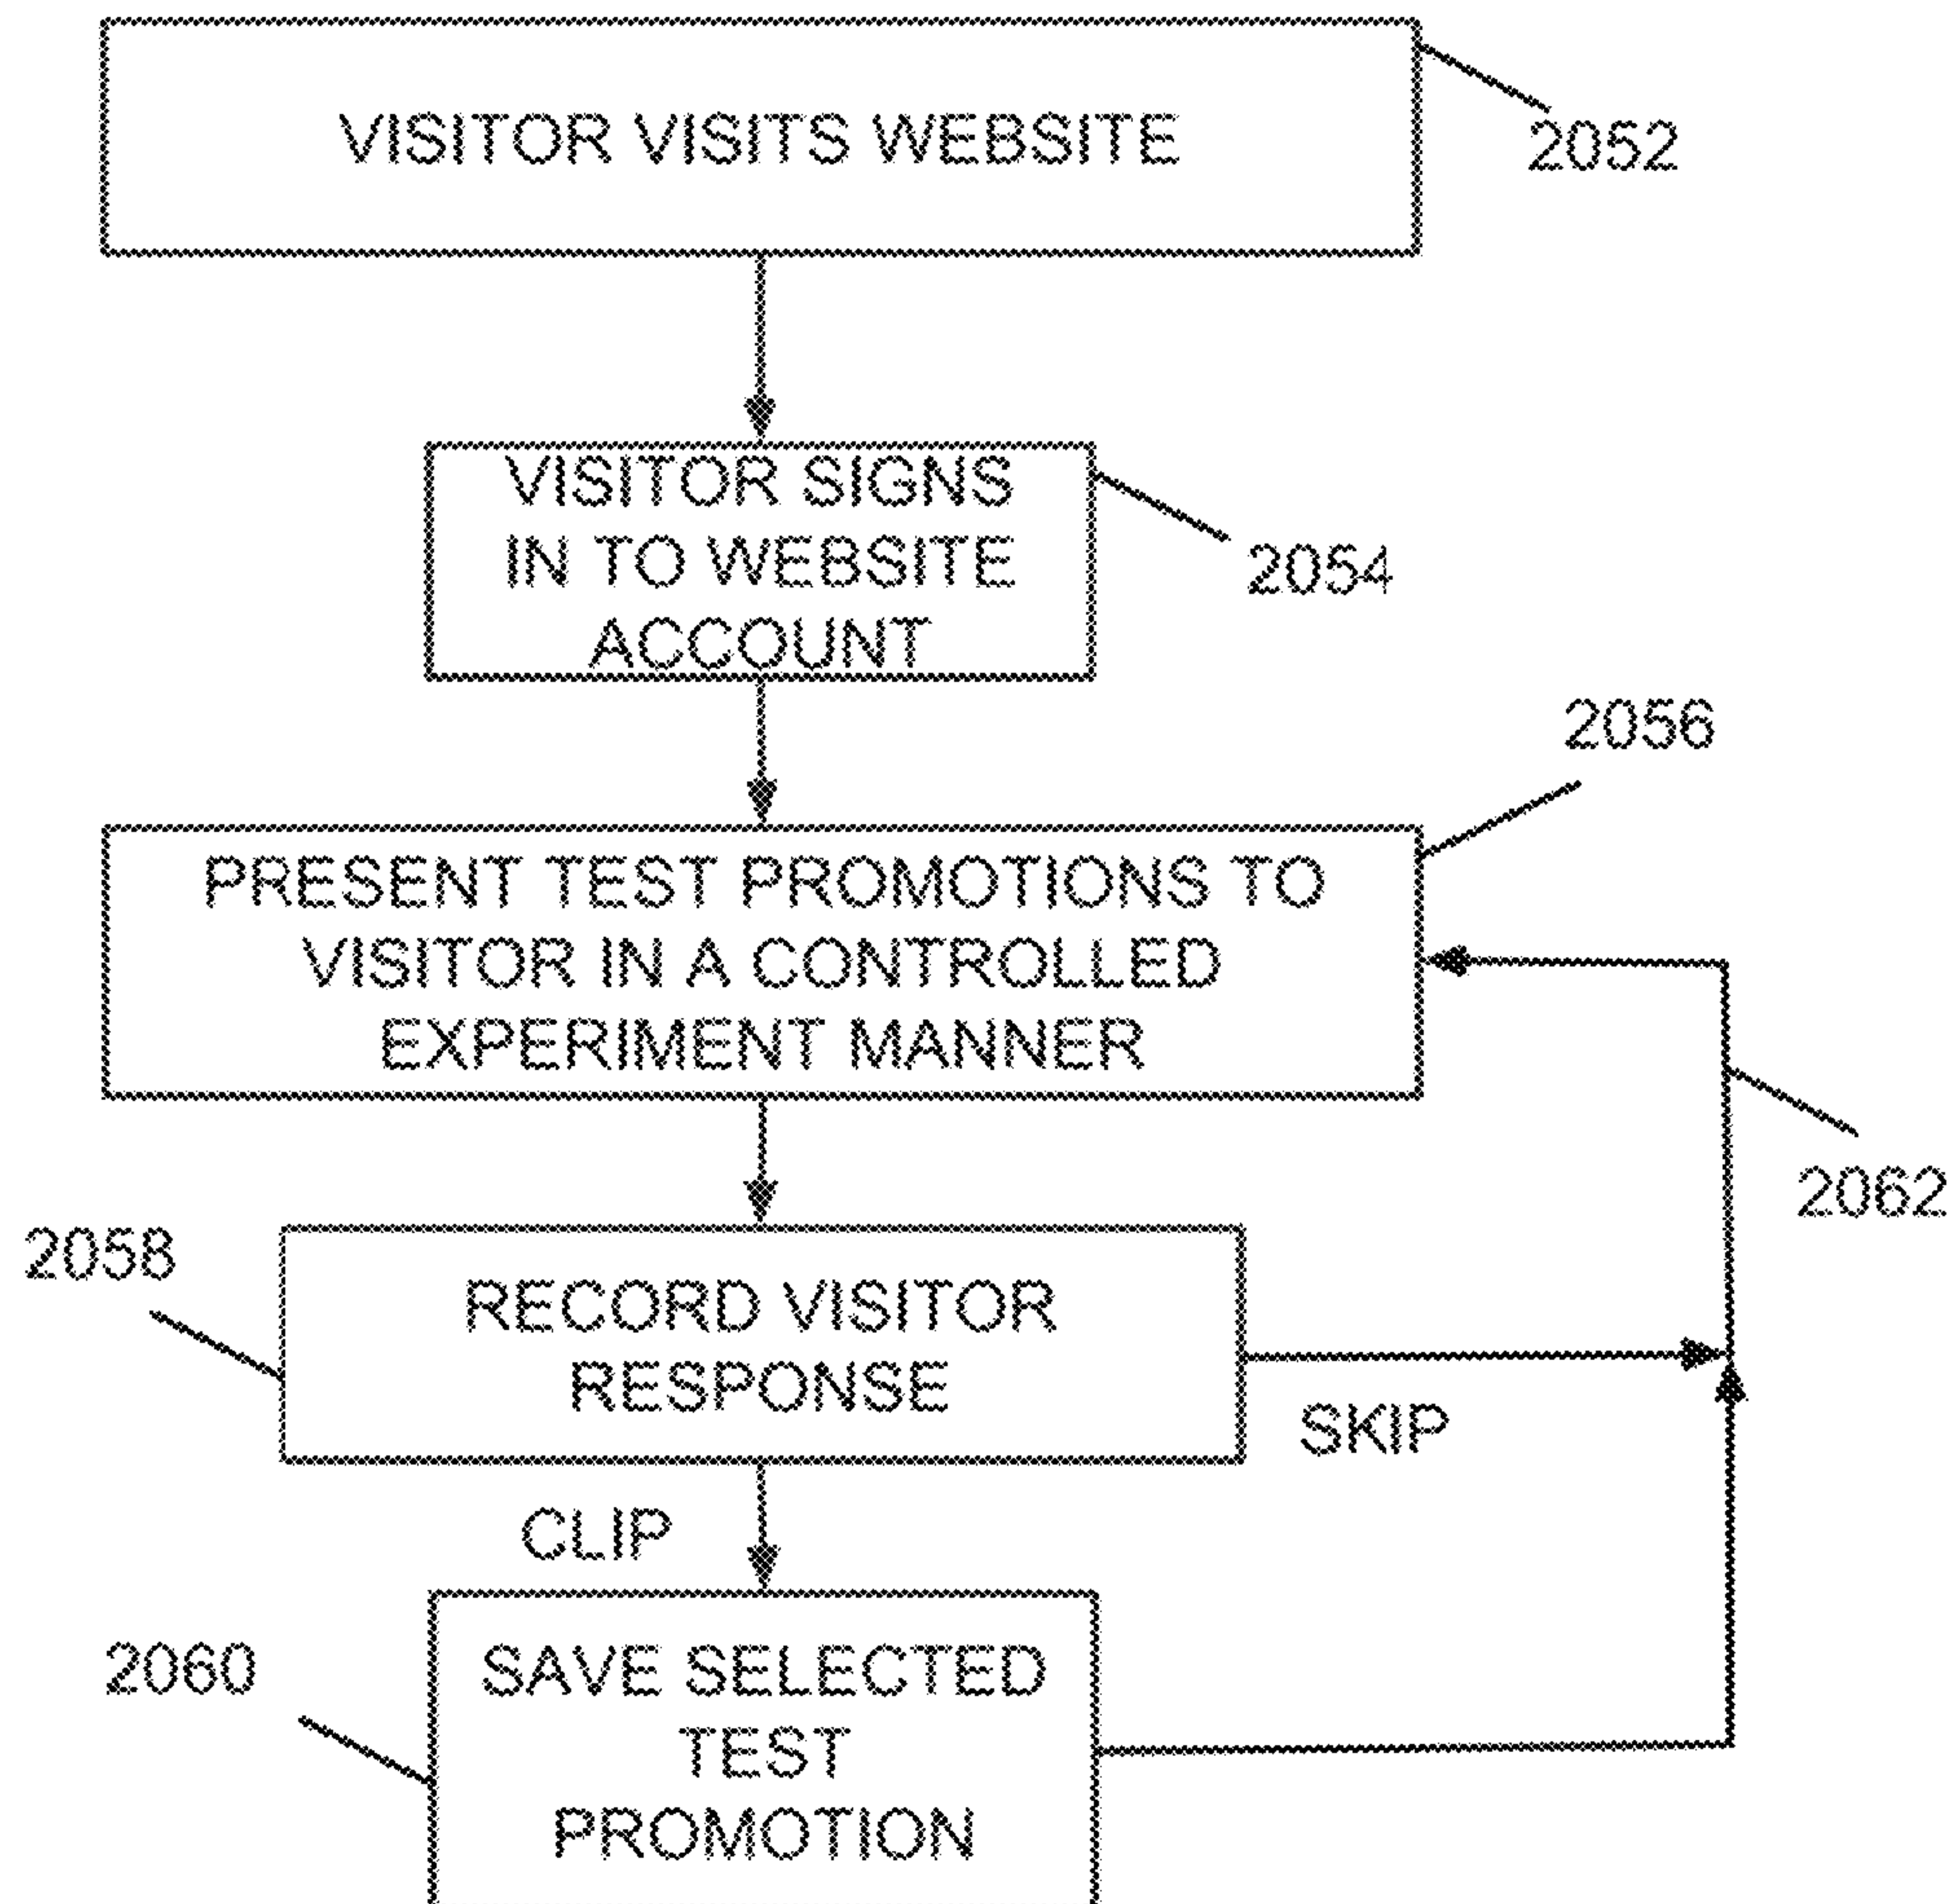 VISITOR VISITS WEBSITE
2052
VISITOR SIGNS
IN TO WEBSITE
ACCOUNT
2054
2056
PRESENT TEST PROMOTIONS TO
VISITOR IN A CONTROLLED
EXPERIMENT MANNER
2062
2058
RECORD VISITOR
RESPONSE
SKIP
CLIP
2060
SAVE SELECTED
TEST
PROMOTION